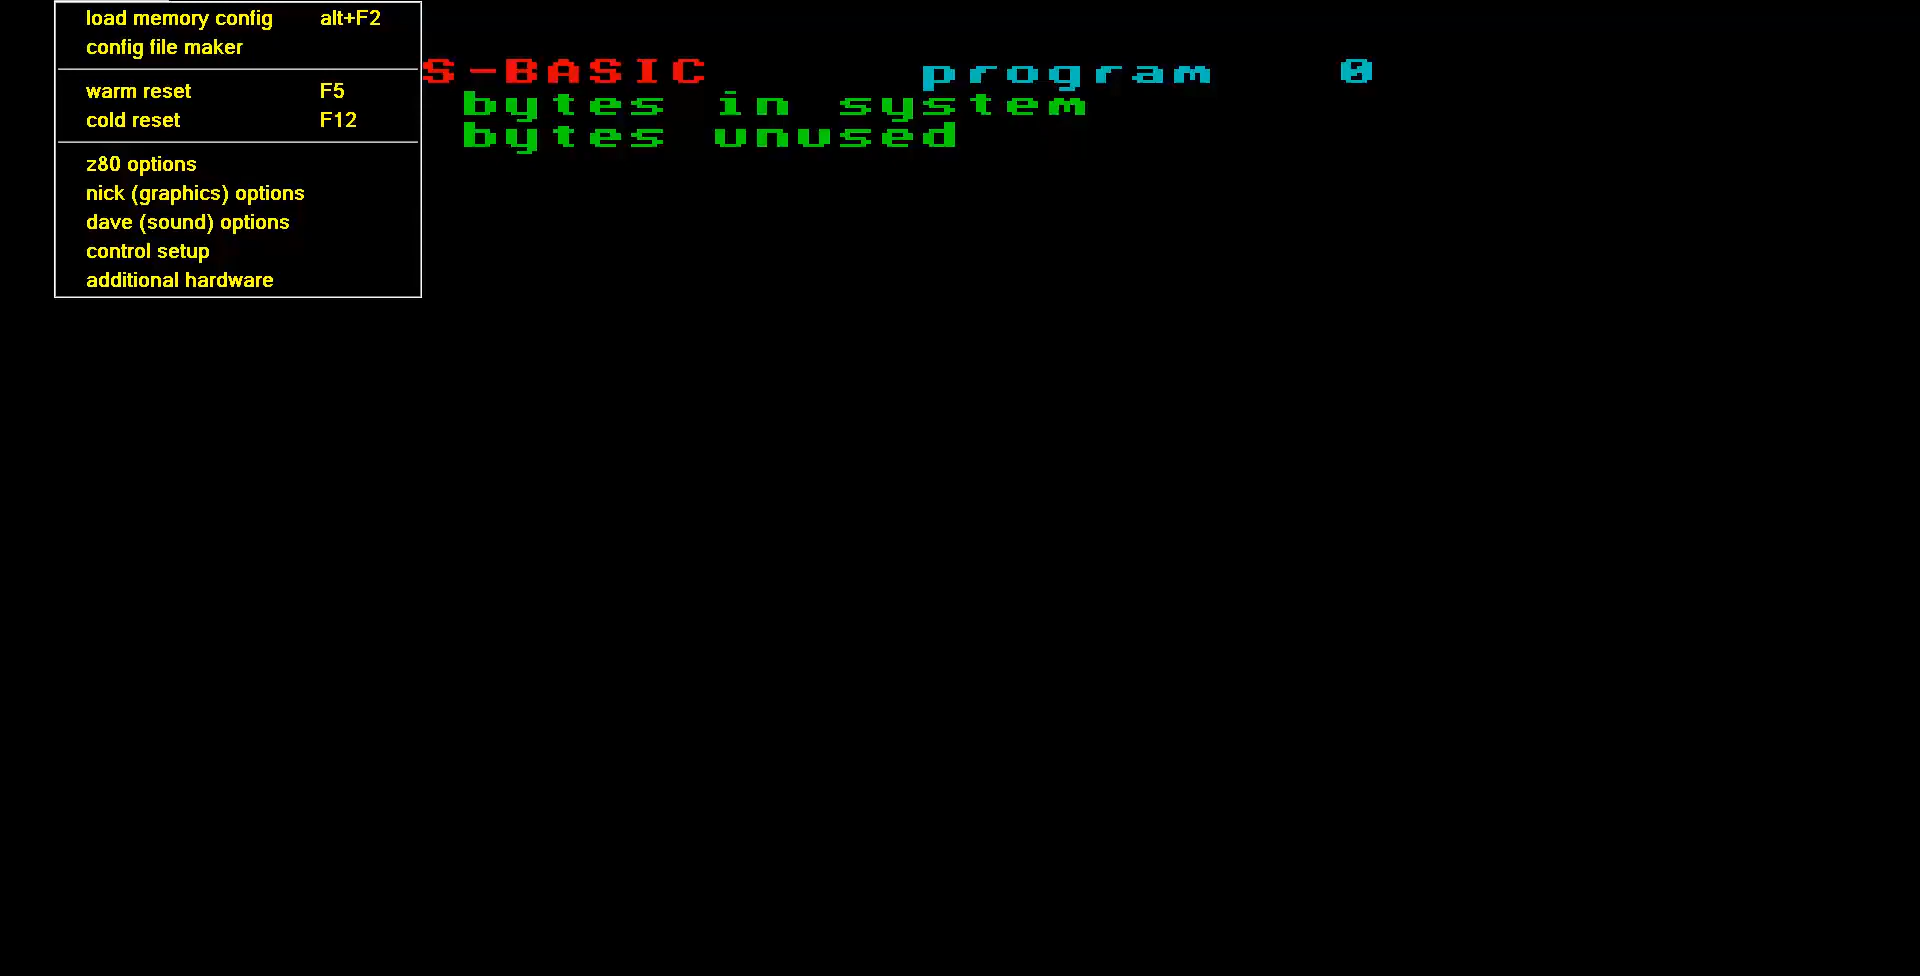 load memory config alt+F2
config file maker
warm reset F5
cold reset F12
z80 options
nick (graphics) options
dave (sound) options
control setup
additional hardware
S-BASIC program 0
bytes in system
bytes unused